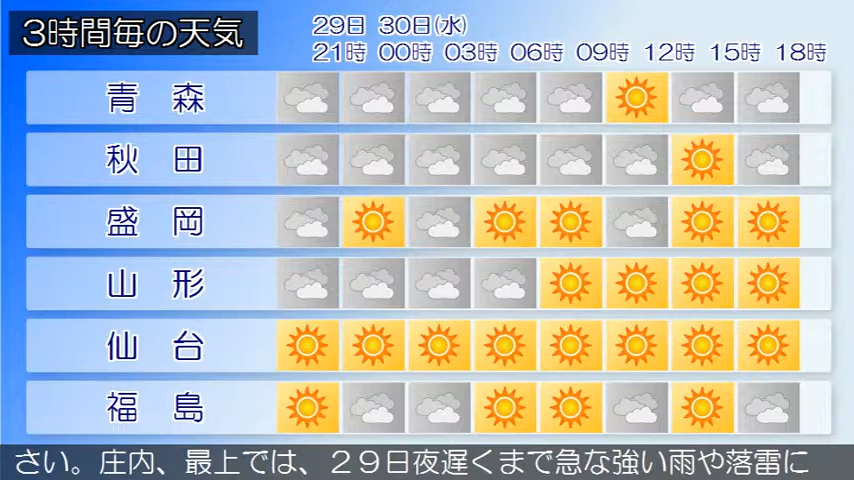 3時間毎の天気
29日 30日(水)
21時 00時 03時 06時 09時 12時 15時 18時
青森
秋田
盛岡
山形
仙台
福島
さい。庄内、最上では、２９日夜遅くまで急な強い雨や落雷に